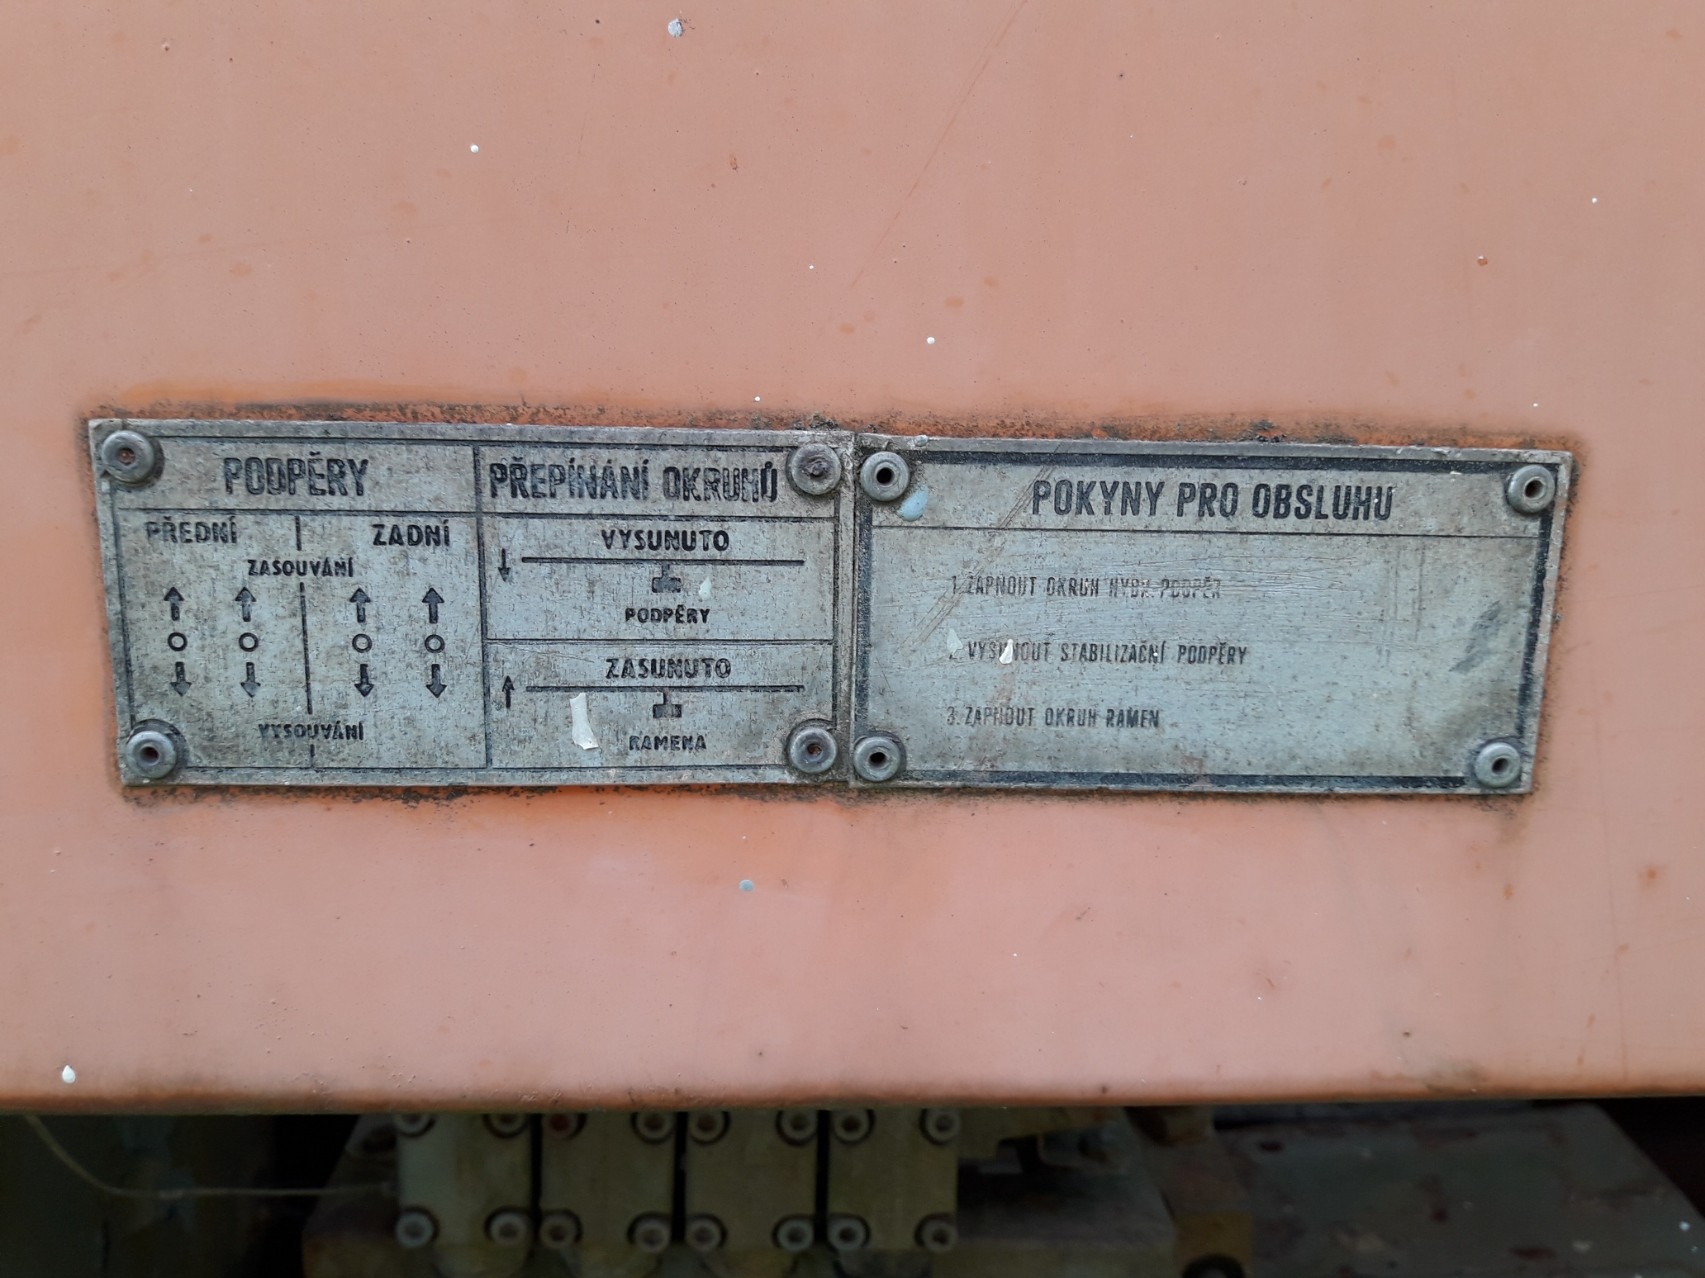 PODPĚRY
PŘEDNÍ ZADNÍ
ZASOUVÁNÍ
VYSOUVÁNÍ
PŘEPÍNÁNÍ OKRUHŮ
VYSUNUTO
PODPĚRY
ZASUNUTO
RAMENA
POKYNY PRO OBSLUHU
1. ZAPNOUT OKRUH HYDR. PODPĚR
2. VYSUNOUT STABILIZAČNÍ PODPĚRY
3. ZAPNOUT OKRUH RAMEN